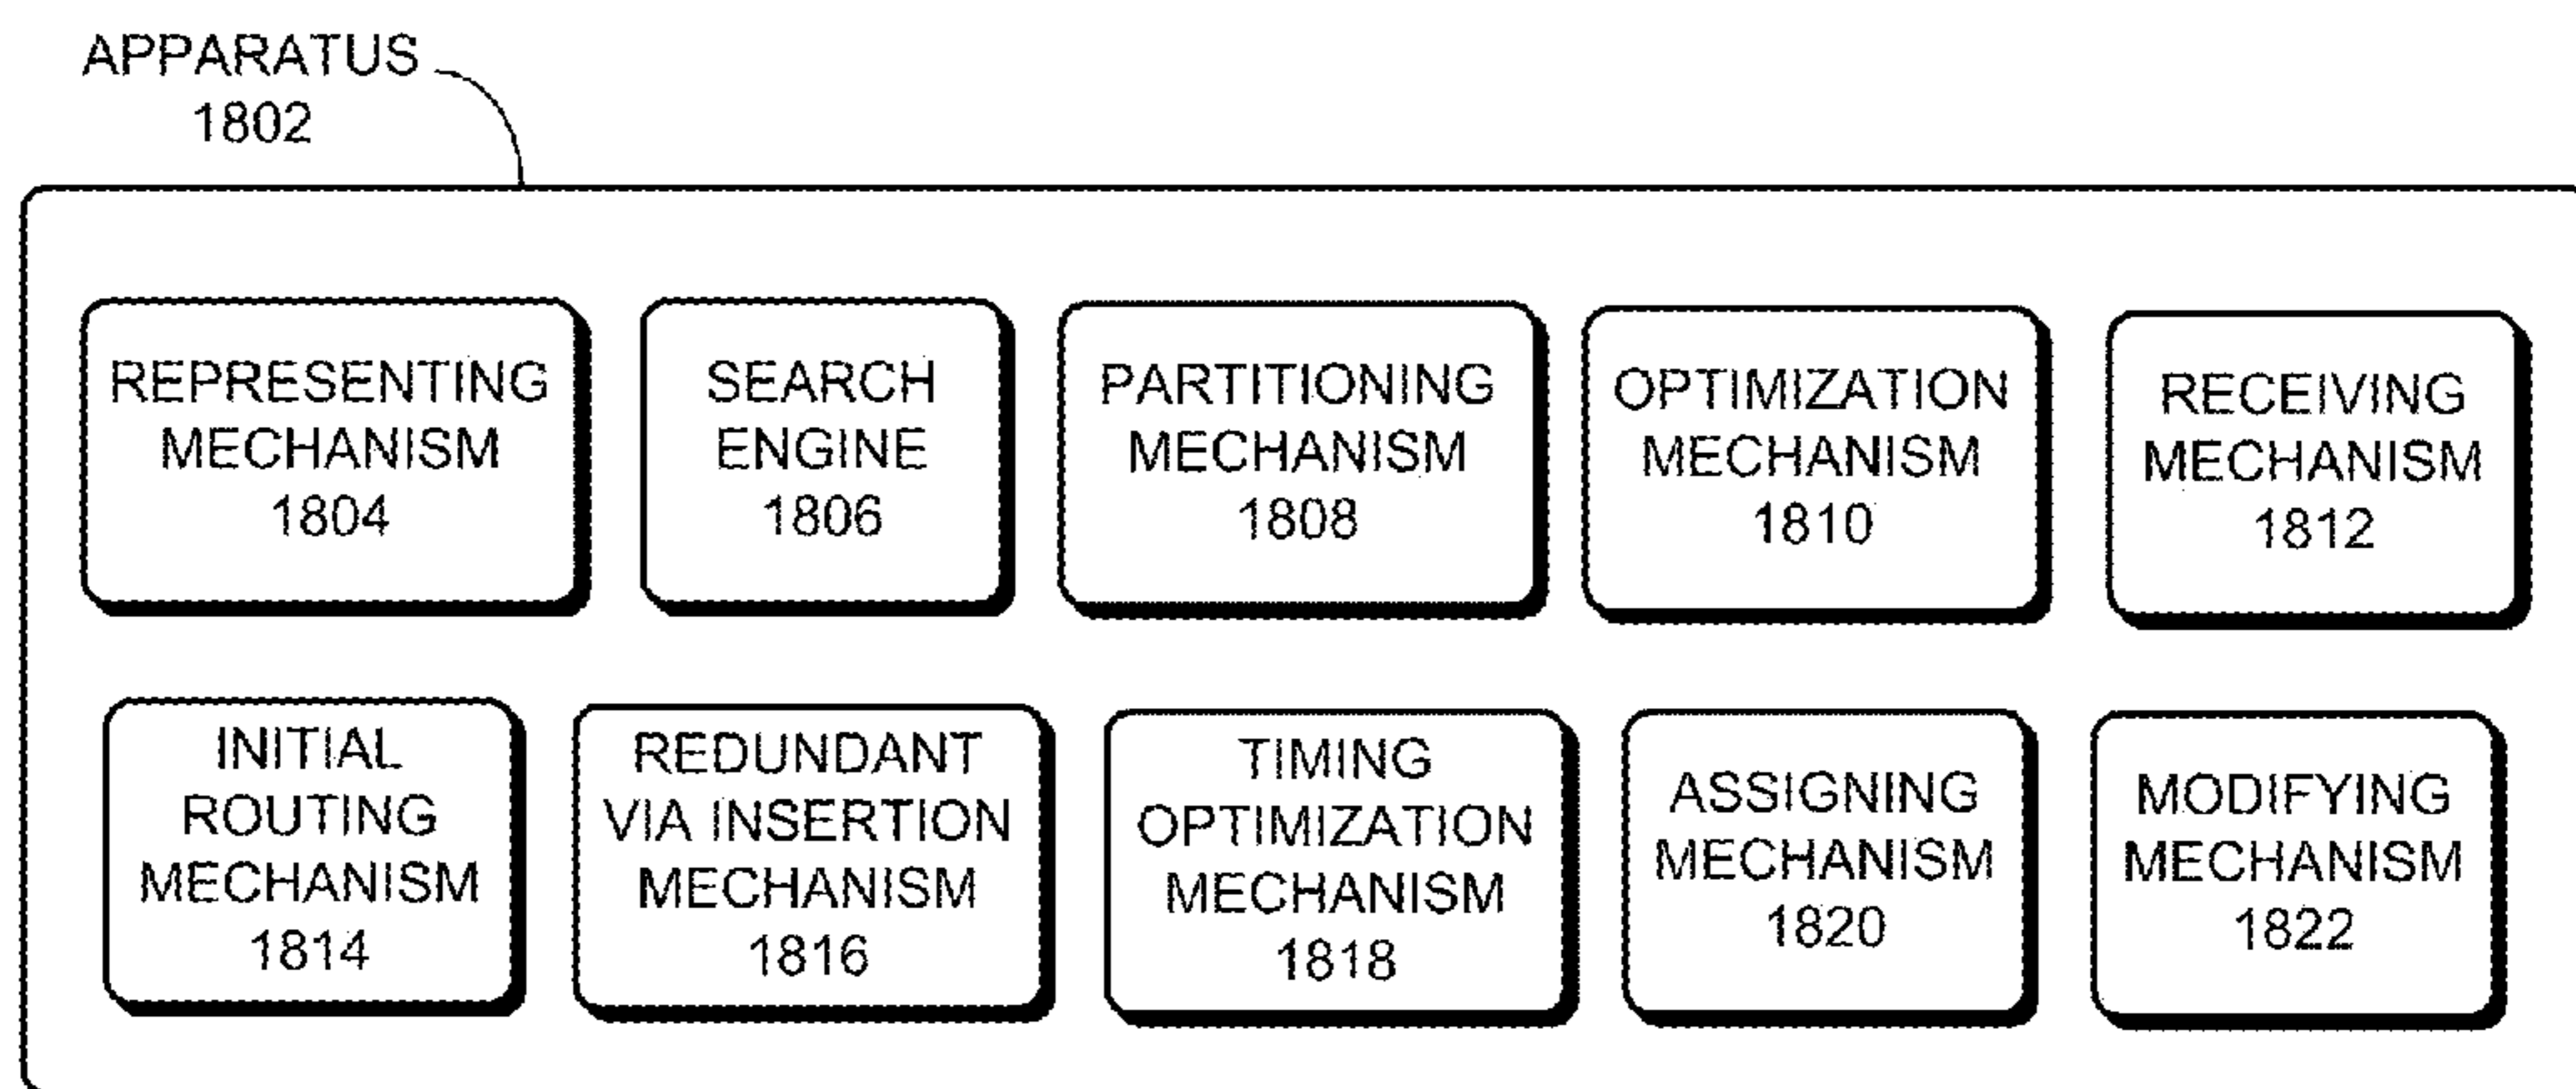 APPARATUS
1802
REPRESENTING
MECHANISM
1804
SEARCH
ENGINE
1806
PARTITIONING
MECHANISM
1808
OPTIMIZATION
MECHANISM
1810
RECEIVING
MECHANISM
1812
INITIAL
ROUTING
MECHANISM
1814
REDUNDANT
VIA INSERTION
MECHANISM
1816
TIMING
OPTIMIZATION
MECHANISM
1818
ASSIGNING
MECHANISM
1820
MODIFYING
MECHANISM
1822